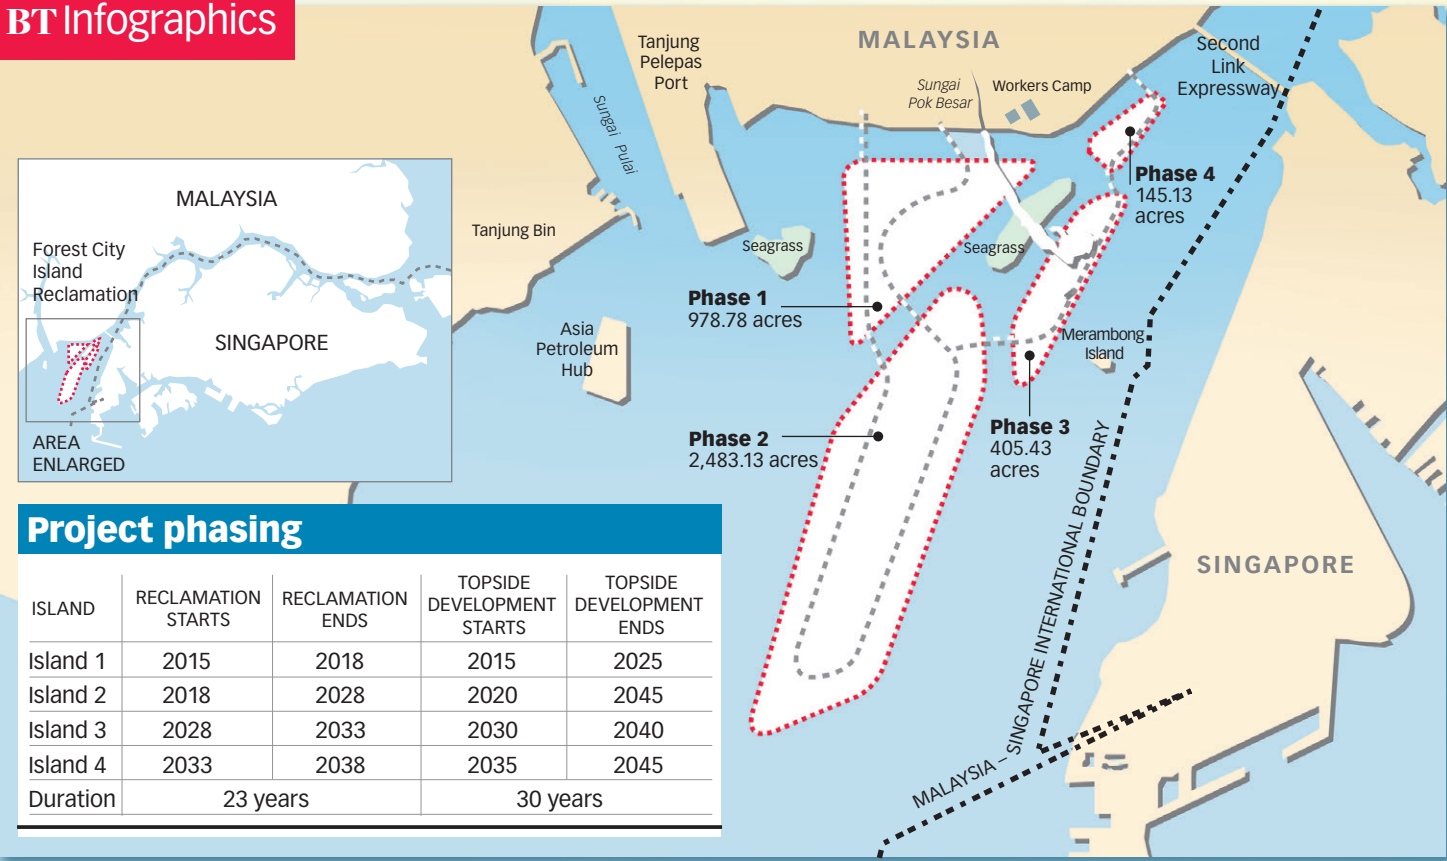 BT Infographics
MALAYSIA
Forest City
Island
Reclamation
SINGAPORE
AREA
ENLARGED
Tanjung
Pelepas
Port
Sungai Pulai
Tanjung Bin
Seagrass
Asia
Petroleum
Hub
MALAYSIA
Sungai
Pok Besar
Workers Camp
Second
Link
Expressway
Phase 4
145.13
acres
Seagrass
Phase 1
978.78 acres
Merambong
Island
Phase 2
2,483.13 acres
Phase 3
405.43
acres
SINGAPORE
MALAYSIA – SINGAPORE INTERNATIONAL BOUNDARY
Project phasing
ISLAND
RECLAMATION
STARTS
RECLAMATION
ENDS
TOPSIDE
DEVELOPMENT
STARTS
TOPSIDE
DEVELOPMENT
ENDS
Island 1 2015 2018 2015 2025
Island 2 2018 2028 2020 2045
Island 3 2028 2033 2030 2040
Island 4 2033 2038 2035 2045
Duration 23 years 30 years